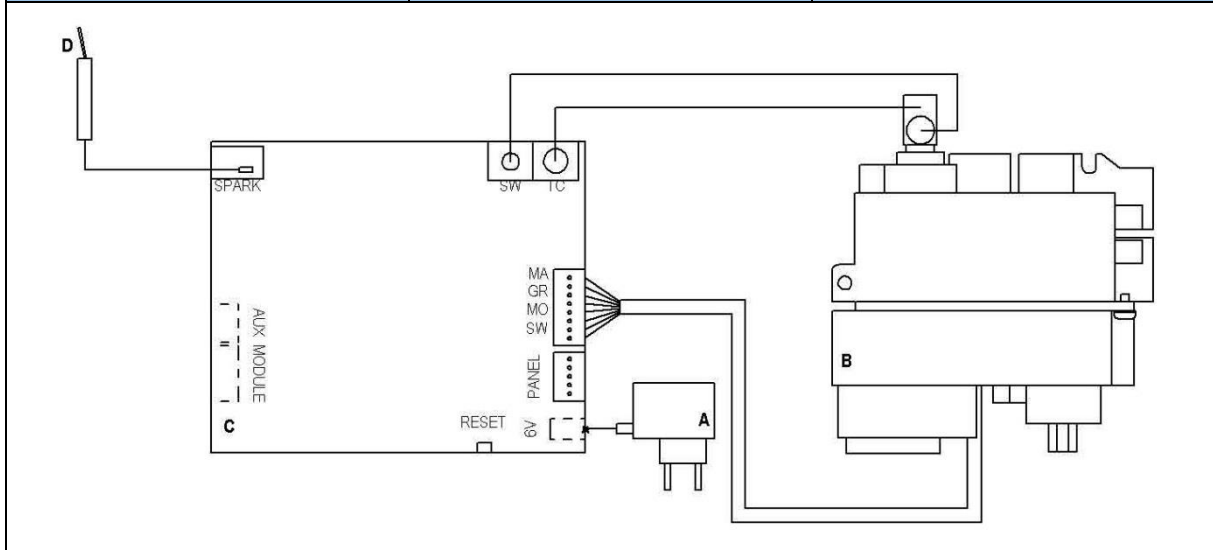 D
SPARK
SW
TC
MA
GR
MO
SW
AUX MODULE
PANEL
6V
RESET
C
A
B